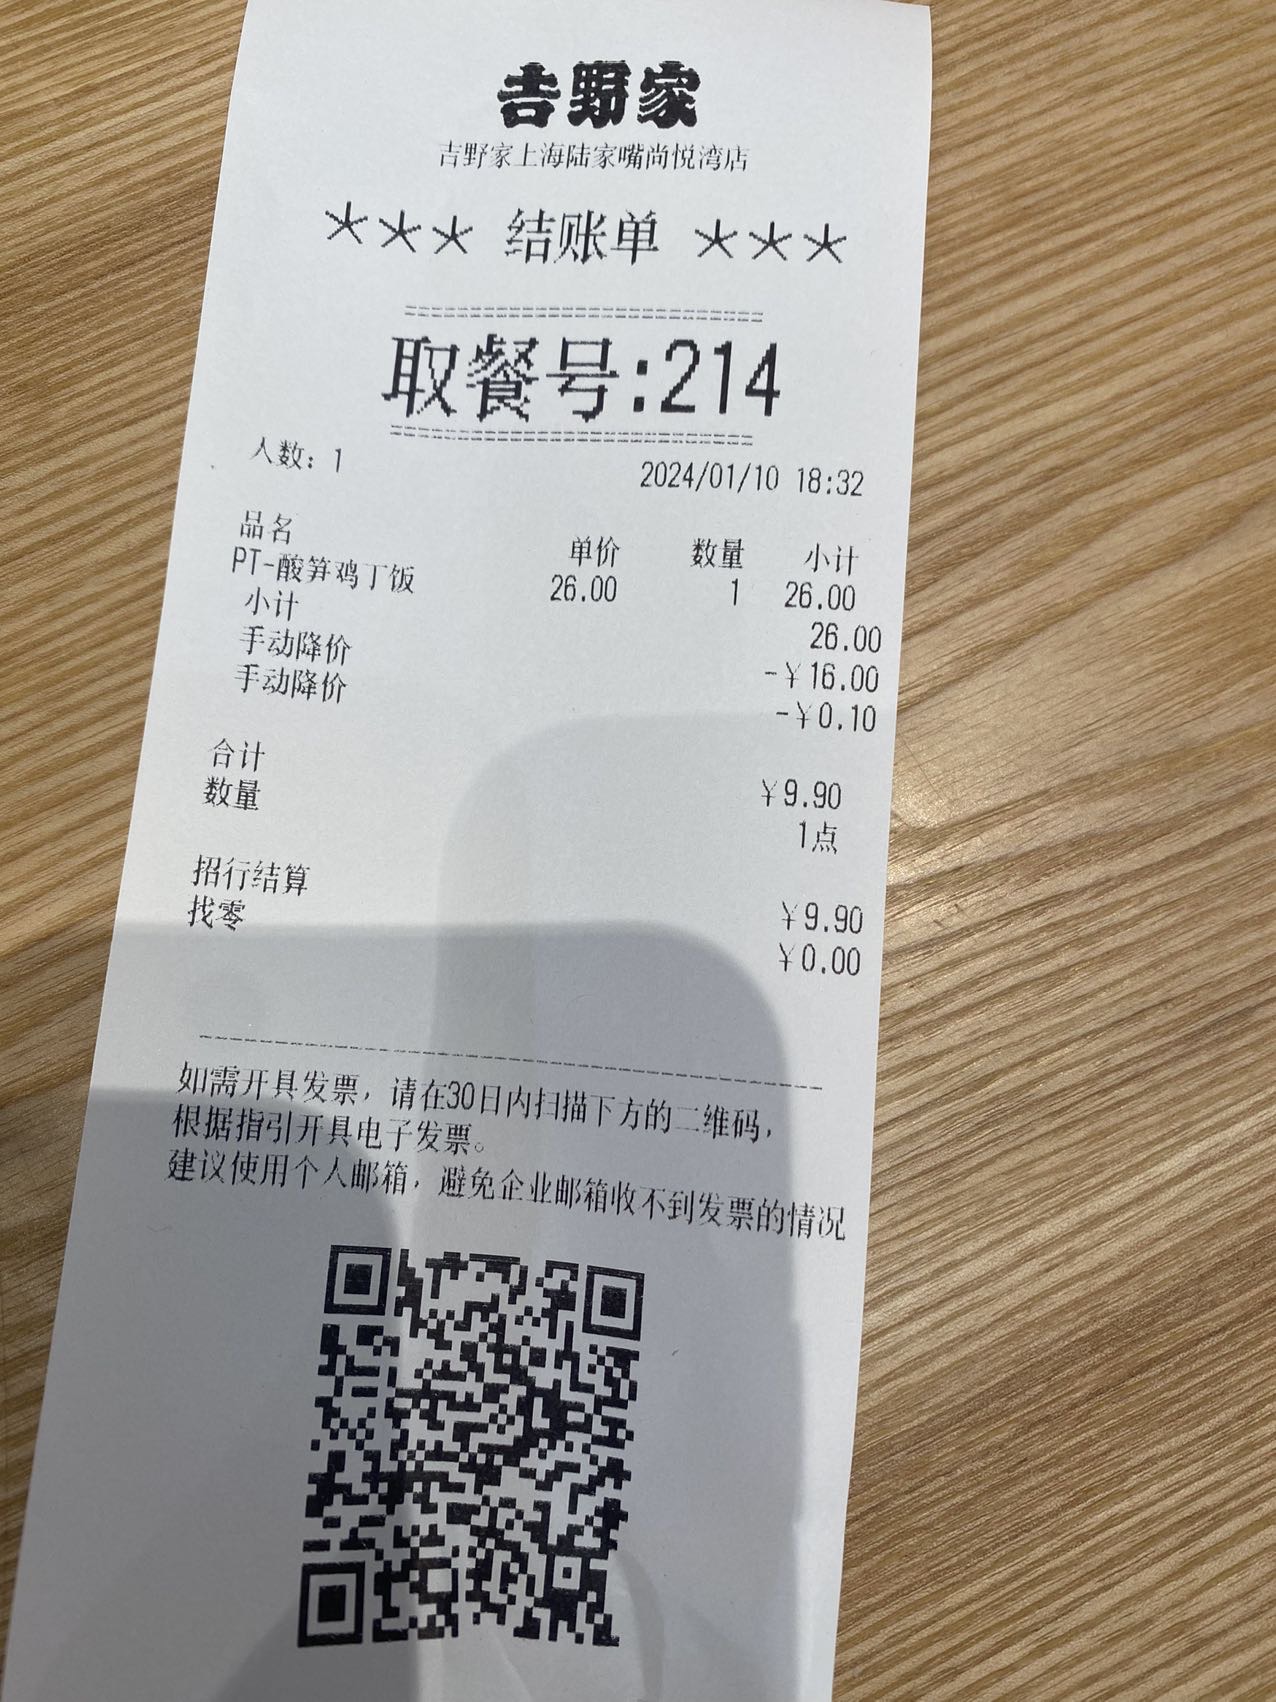 吉野家
吉野家上海陆家嘴尚悦湾店
*** 结账单 ***
取餐号:214
人数: 1 2024/01/10 18:32
品名 单价 数量 小计
PT-酸笋鸡丁饭 26.00 1 26.00
小计 26.00
手动降价 -¥16.00
手动降价 -¥0.10
合计 ¥9.90
数量 1点
招行结算 ¥9.90
找零 ¥0.00
如需开具发票，请在30日内扫描下方的二维码，
根据指引开具电子发票。
建议使用个人邮箱，避免企业邮箱收不到发票的情况